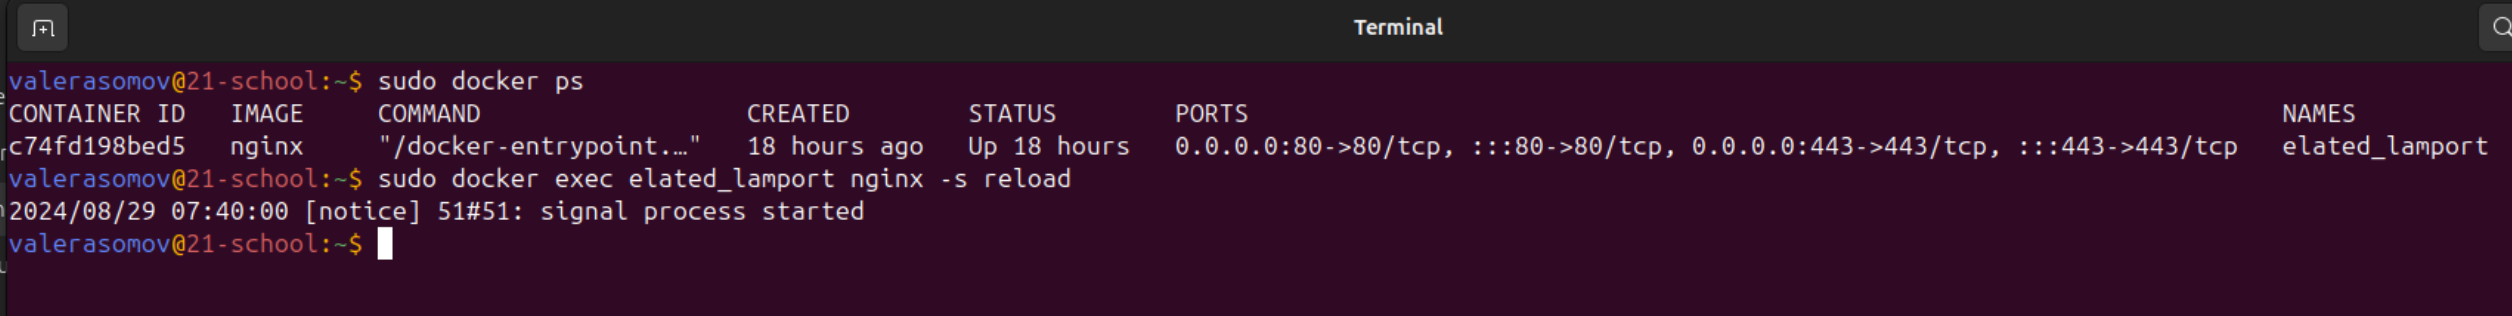 Terminal
valerasomov@21-school:~$ sudo docker ps
CONTAINER ID   IMAGE     COMMAND                  CREATED        STATUS        PORTS                                                                      NAMES
c74fd198bed5   nginx     "/docker-entrypoint.…"   18 hours ago   Up 18 hours   0.0.0.0:80->80/tcp, :::80->80/tcp, 0.0.0.0:443->443/tcp, :::443->443/tcp   elated_lamport
valerasomov@21-school:~$ sudo docker exec elated_lamport nginx -s reload
2024/08/29 07:40:00 [notice] 51#51: signal process started
valerasomov@21-school:~$